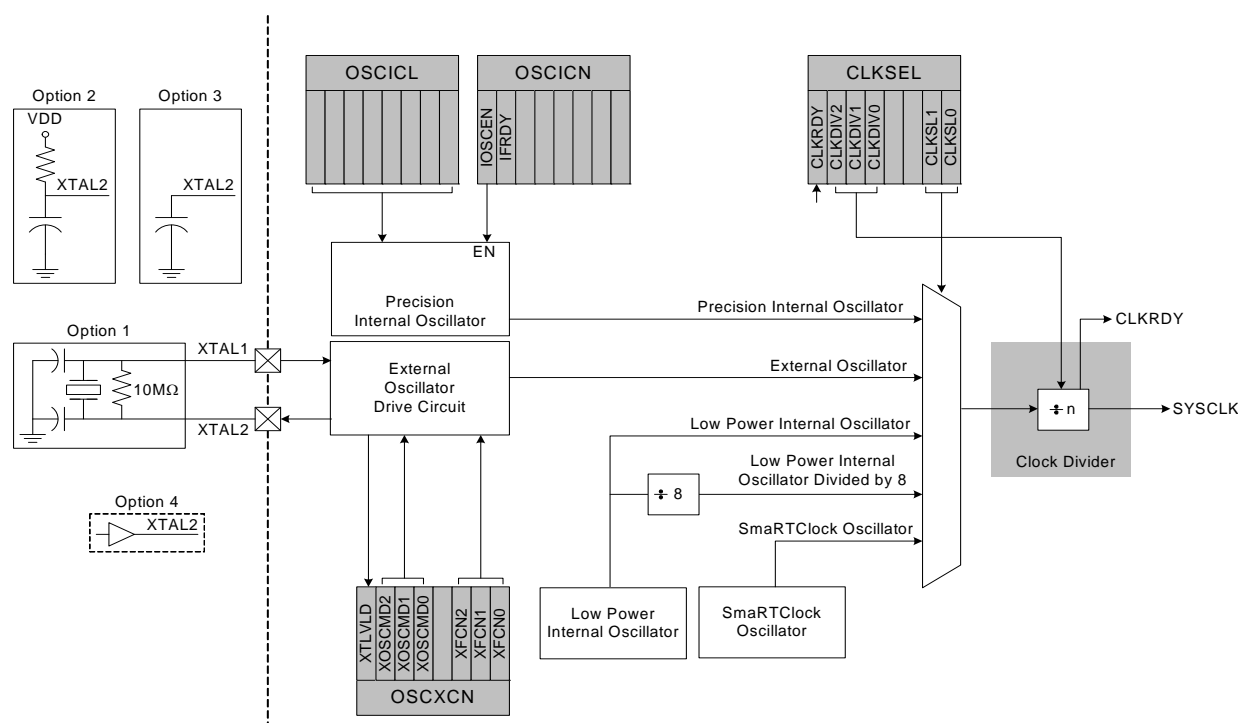 OSCICL
OSCICN
CLKSEL
IOSCEN
IFRDY
CLKRDY
CLKDIV2
CLKDIV1
CLKDIV0
CLKSL1
CLKSL0
Option 2
VDD
XTAL2
Option 3
XTAL2
EN
Precision
Internal Oscillator
Precision Internal Oscillator
CLKRDY
Option 1
XTAL1
10MΩ
XTAL2
External
Oscillator
Drive Circuit
External Oscillator
÷ n
SYSCLK
Clock Divider
Low Power Internal Oscillator
Low Power Internal
Oscillator Divided by 8
÷ 8
SmaRTClock Oscillator
Option 4
XTAL2
Low Power
Internal Oscillator
SmaRTClock
Oscillator
XTLVLD
XOSCMD2
XOSCMD1
XOSCMD0
XFCN2
XFCN1
XFCN0
OSCXCN